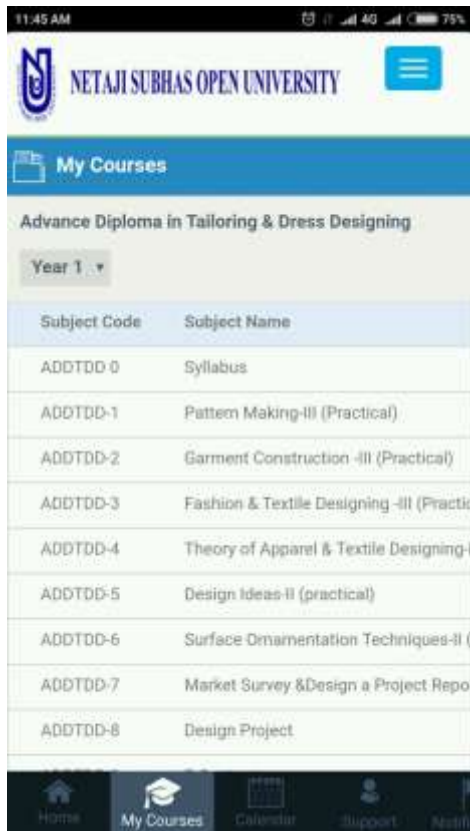 11:45 AM 4G 75%
NETAJI SUBHAS OPEN UNIVERSITY
My Courses
Advance Diploma in Tailoring & Dress Designing
Year 1
Subject Code Subject Name
ADDTDD 0 Syllabus
ADDTDD-1 Pattern Making-III (Practical)
ADDTDD-2 Garment Construction -III (Practical)
ADDTDD-3 Fashion & Textile Designing -III (Practic
ADDTDD-4 Theory of Apparel & Textile Designing-
ADDTDD-5 Design Ideas-II (practical)
ADDTDD-6 Surface Ornamentation Techniques-II (
ADDTDD-7 Market Survey &Design a Project Repo
ADDTDD-8 Design Project
Home My Courses Calendar Support